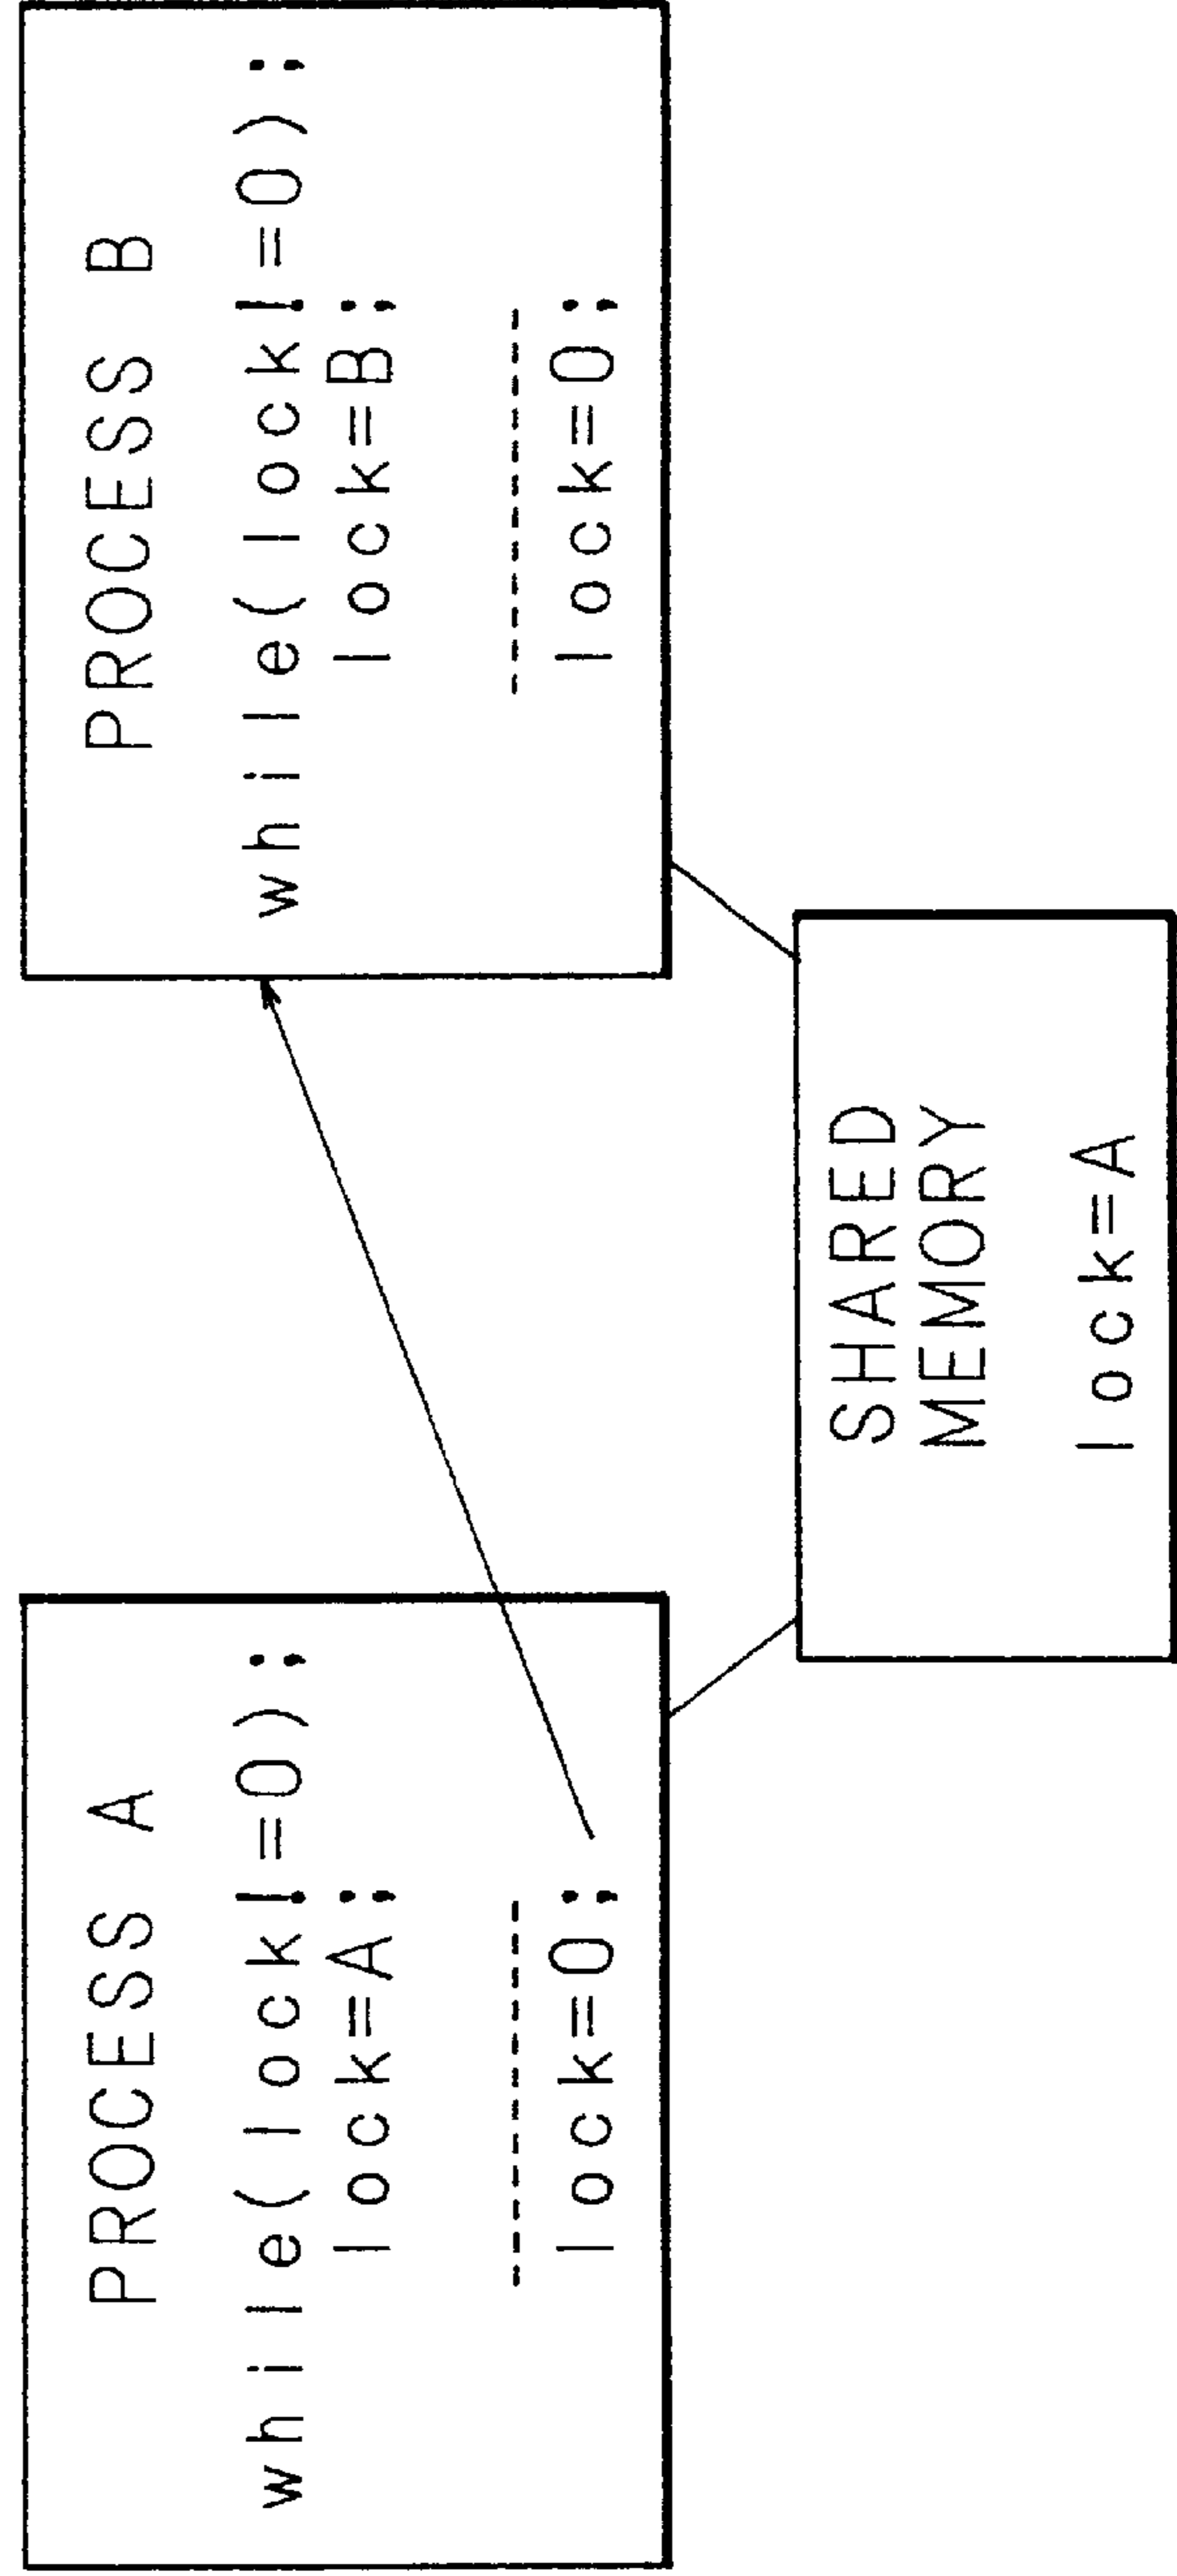 PROCESS A
while(lock!=0);
lock=A;
lock=0;
PROCESS B
while(lock!=0);
lock=B;
lock=0;
SHARED
MEMORY
lock=A